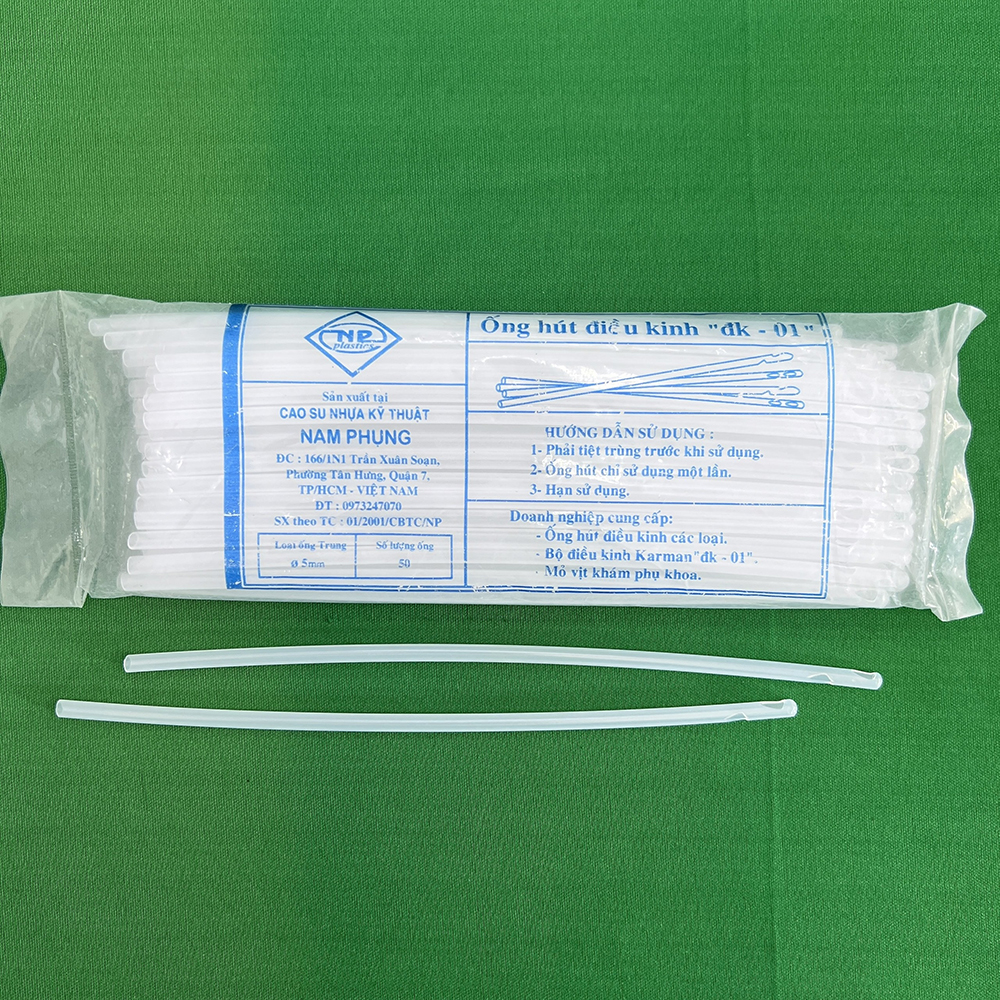 NP
plastics
Sản xuất tại
CAO SU NHỰA KỸ THUẬT
NAM PHỤNG
ĐC : 166/1N1 Trần Xuân Soạn,
Phường Tân Hưng, Quận 7.
TP/HCM - VIỆT NAM
ĐT : 0973247070
SX theo TC : 01/2001/CBTC/NP
Loại ống Trung Số lượng ống
Ø 5mm 50
Ống hút điều kinh "đk - 01"
HƯỚNG DẪN SỬ DỤNG :
1- Phải tiệt trùng trước khi sử dụng.
2- Ống hút chỉ sử dụng một lần.
3- Hạn sử dụng.
Doanh nghiệp cung cấp:
- Ống hút điều kinh các loại.
- Bộ điều kinh Karman "đk - 01".
- Mỏ vịt khám phụ khoa.